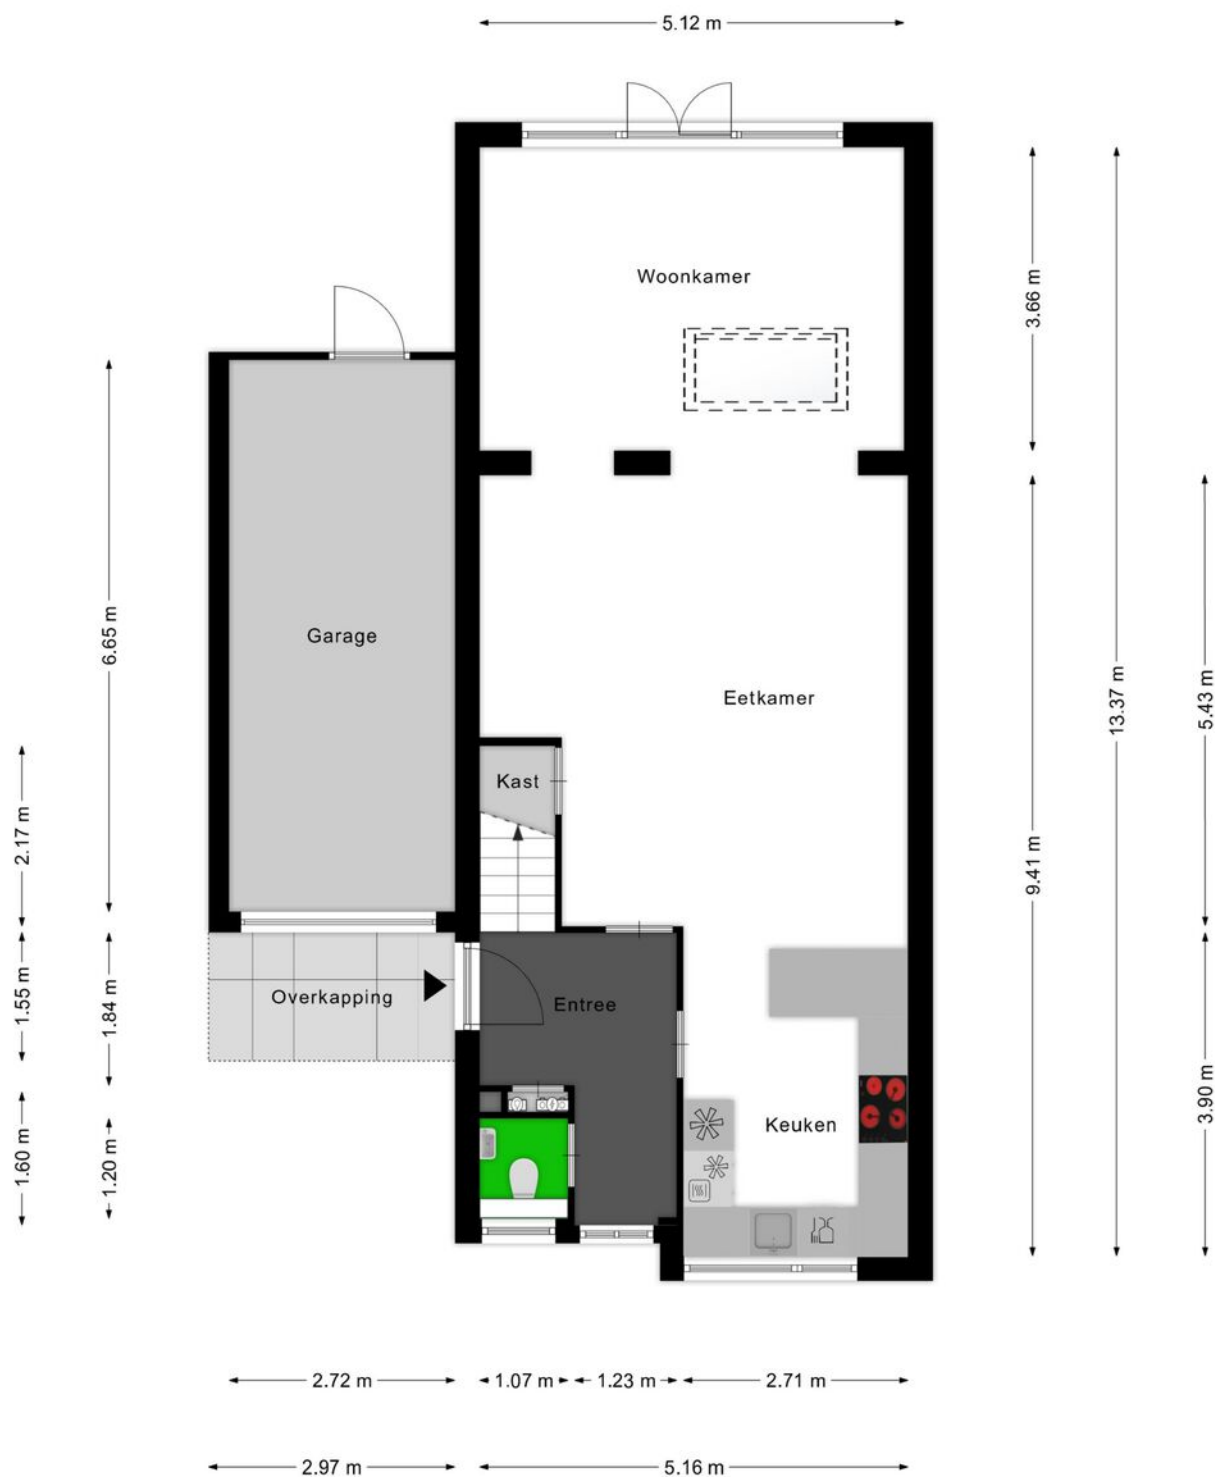 5.12 m
Woonkamer
3.66 m
Garage
6.65 m
Eetkamer
13.37 m
5.43 m
Kast
2.17 m
9.41 m
Overkapping
Entree
1.55 m
1.84 m
Keuken
3.90 m
1.60 m
1.20 m
2.72 m
1.07 m
1.23 m
2.71 m
2.97 m
5.16 m